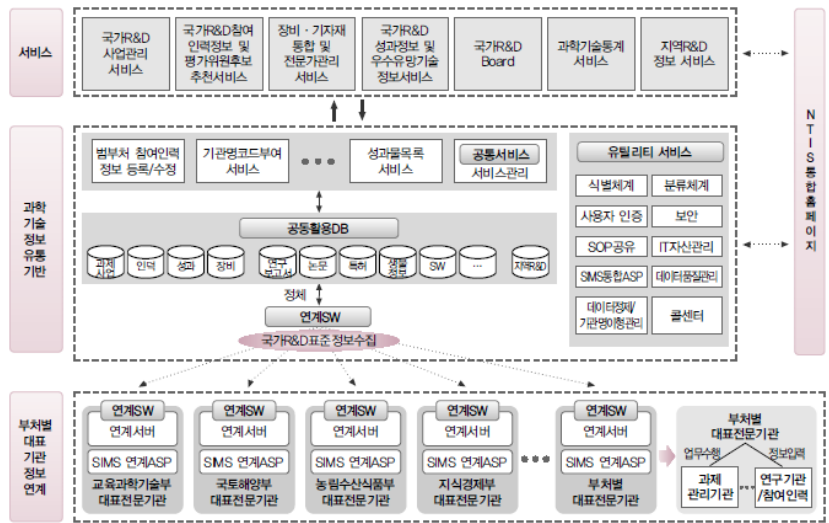 서비스
국가R&D
사업관리
서비스
국가R&D참여
인력정보 및
평가위원후보
추천서비스
장비·기자재
통합 및
전문가관리
서비스
국가R&D
성과정보 및
우수유망기술
정보서비스
국가R&D
Board
과학기술통계
서비스
지역R&D
정보 서비스
NTIS통합홈페이지
과학
기술
정보
유통
기반
범부처 참여인력
정보 등록/수정
기관명코드부여
서비스
성과물목록
서비스
공통서비스
서비스관리
공동활용DB
과제
사업
인덕
성과
장비
연구
보고서
논문
특허
생물
정보
SW
...
지역R&D
정체
연계SW
국가R&D표준정보수집
유틸리티 서비스
식별체계
분류체계
사용자 인증
보안
SOP공유
IT자산관리
SIMS통합ASP
데이터품질관리
데이터정제/
기관명이형관리
콜센터
부처별
대표
기관
정보
연계
연계SW
연계서버
SIMS 연계ASP
교육과학기술부
대표전문기관
연계SW
연계서버
SIMS 연계ASP
국토해양부
대표전문기관
연계SW
연계서버
SIMS 연계ASP
농림수산식품부
대표전문기관
연계SW
연계서버
SIMS 연계ASP
지식경제부
대표전문기관
연계SW
연계서버
SIMS 연계ASP
부처별
대표전문기관
부처별
대표전문기관
업무수행
정보입력
과제
관리기관
연구기관
/참여인력